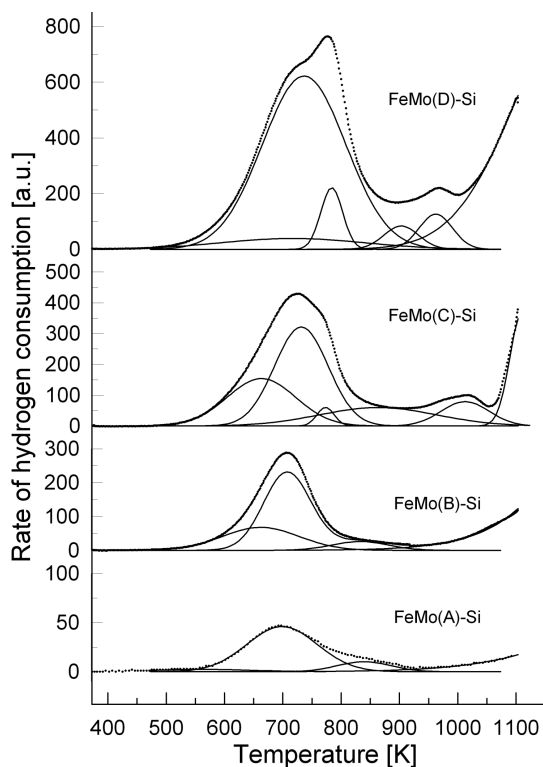 Rate of hydrogen consumption [a.u.]
800
600
400
200
0
FeMo(D)-Si
500
400
300
200
100
0
FeMo(C)-Si
300
200
100
0
FeMo(B)-Si
100
50
0
FeMo(A)-Si
400 500 600 700 800 900 1000 1100
Temperature [K]